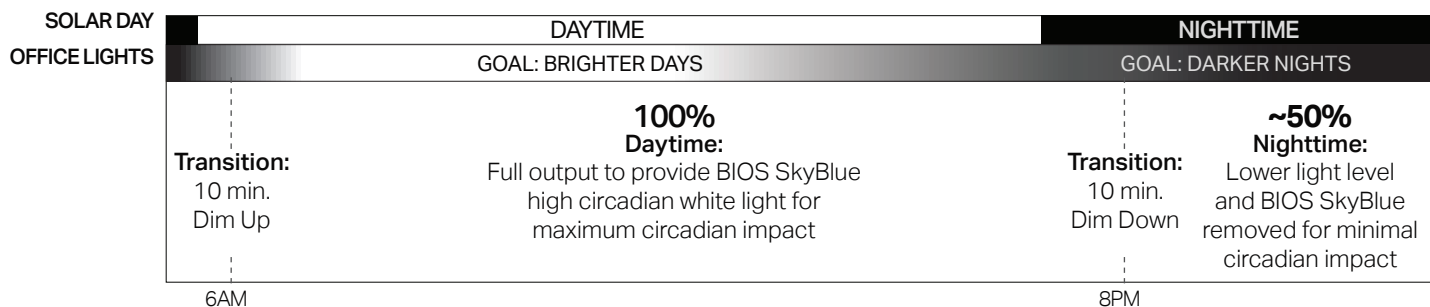 SOLAR DAY
DAYTIME
NIGHTTIME
OFFICE LIGHTS
GOAL: BRIGHTER DAYS
GOAL: DARKER NIGHTS
Transition:
10 min.
Dim Up
100%
Daytime:
Full output to provide BIOS SkyBlue
high circadian white light for
maximum circadian impact
Transition:
10 min.
Dim Down
~50%
Nighttime:
Lower light level
and BIOS SkyBlue
removed for minimal
circadian impact
6AM
8PM